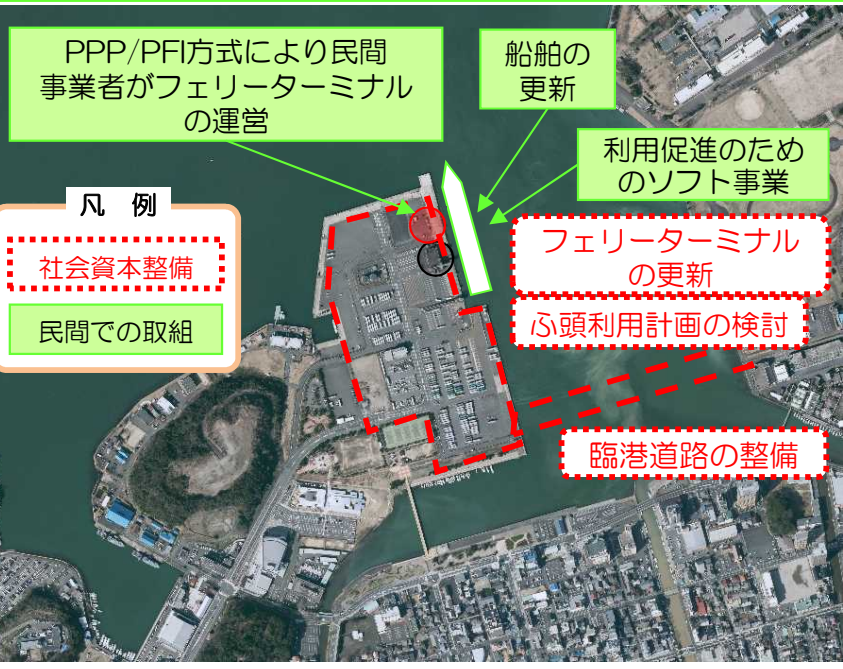 PPP/PFI方式により民間
事業者がフェリーターミナル
の運営
船舶の
更新
利用促進のため
のソフト事業
凡 例
社会資本整備
民間での取組
フェリーターミナル
の更新
ふ頭利用計画の検討
臨港道路の整備